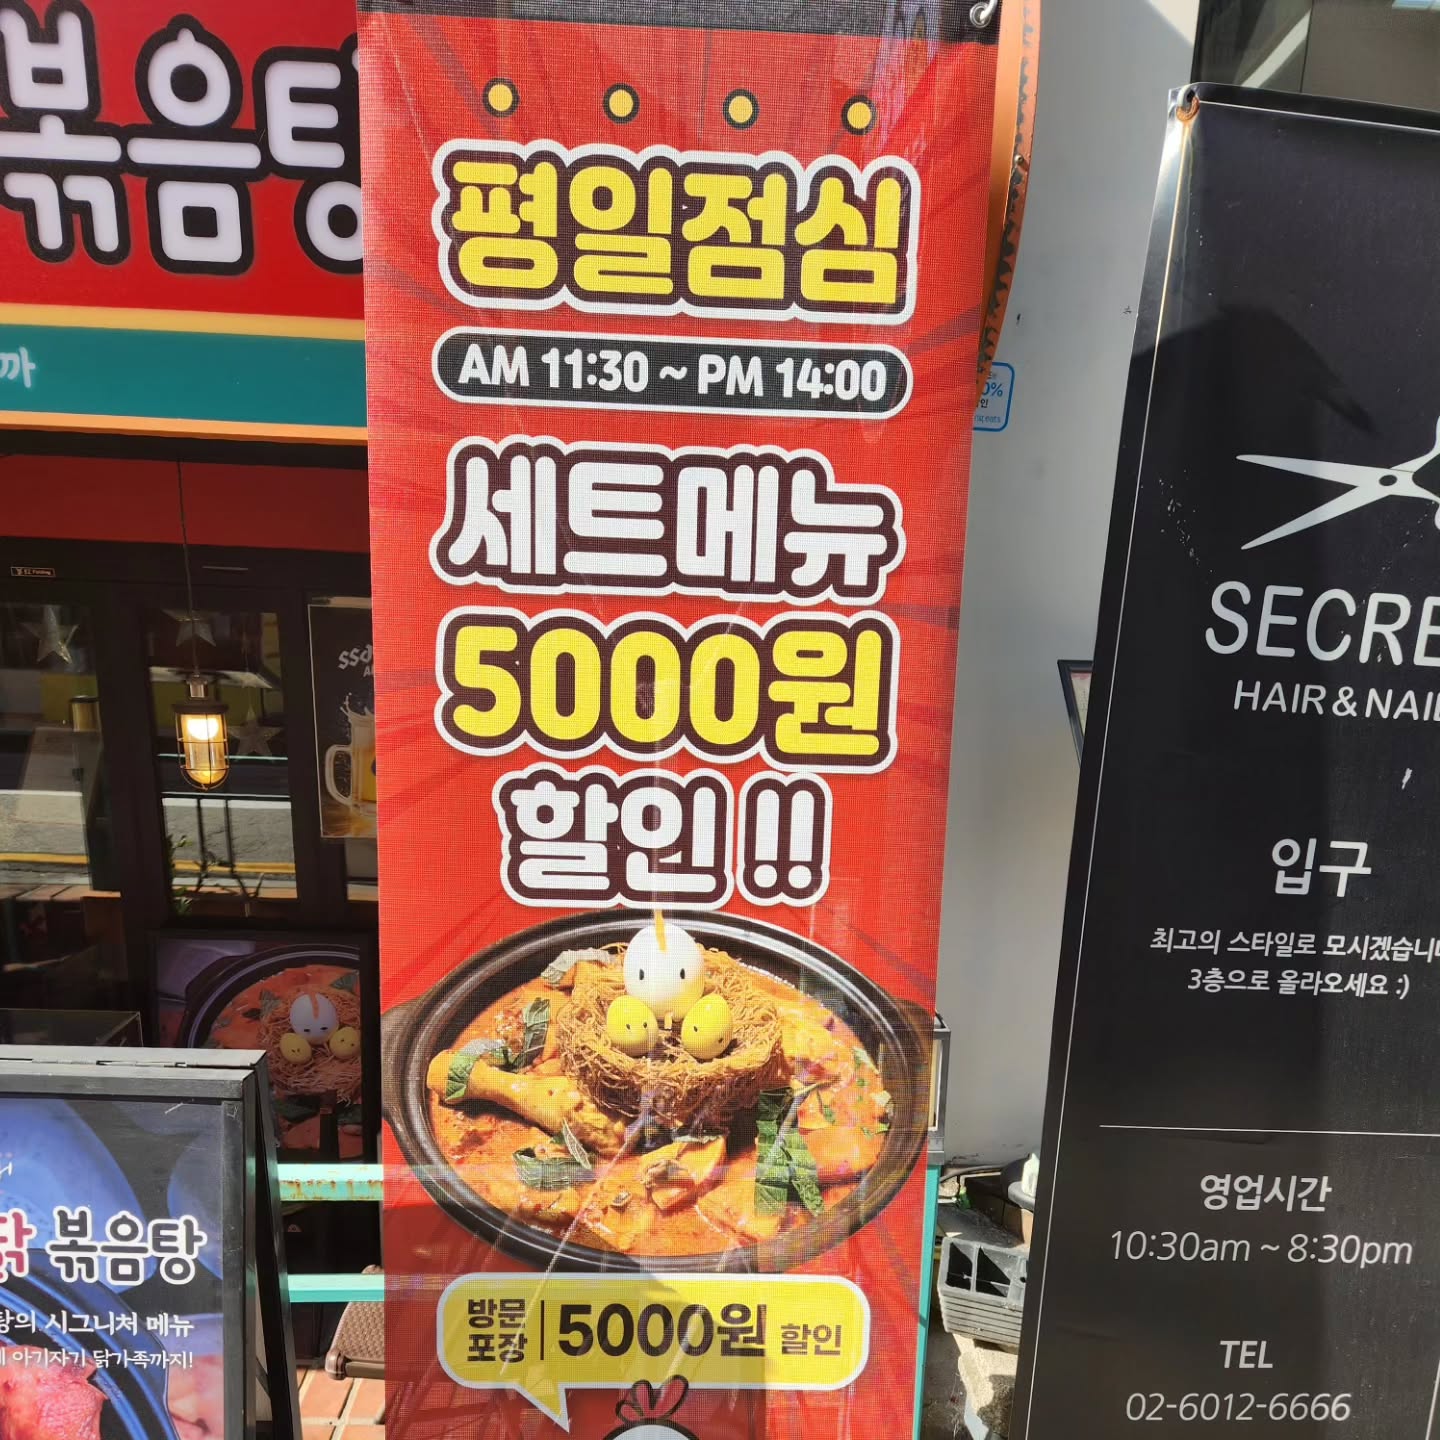 볶음탕
까
평일점심
AM 11:30 ~ PM 14:00
세트메뉴
5000원
할인 !!
방문
포장
5000원 할인
닭 볶음탕
탕의 시그니처 메뉴
아기자기 닭가족까지!
SECRE
HAIR & NAIL
입구
최고의 스타일로 모시겠습니다
3층으로 올라오세요 :)
영업시간
10:30am ~ 8:30pm
TEL
02-6012-6666